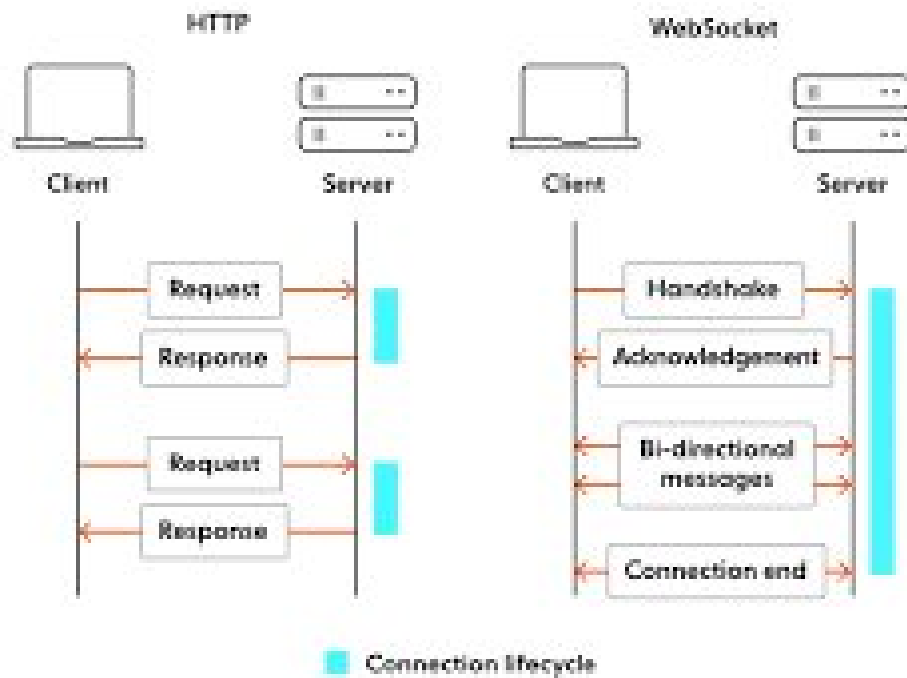 HTTP
WebSocket
Client
Server
Client
Server
Request
Response
Request
Response
Handshake
Acknowledgement
Bi-directional
messages
Connection end
Connection lifecycle